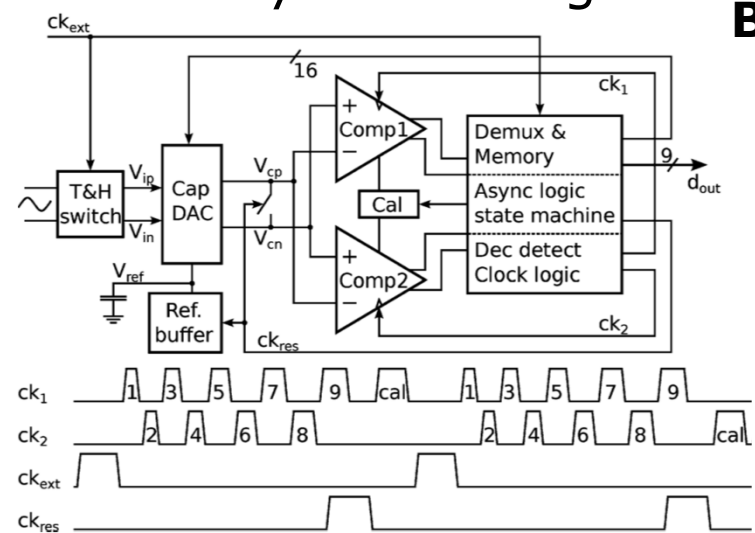 B
ck_ext
16
ck_1
+
Comp1
−
Demux &
Memory
9
d_out
T&H
switch
V_ip
V_in
Cap
DAC
V_cp
V_cn
Cal
Async logic
state machine
+
Comp2
−
Dec detect
Clock logic
V_ref
Ref.
buffer
ck_res
ck_2
ck_1 1 3 5 7 9 cal 1 3 5 7 9
ck_2 2 4 6 8 2 4 6 8 cal
ck_ext
ck_res